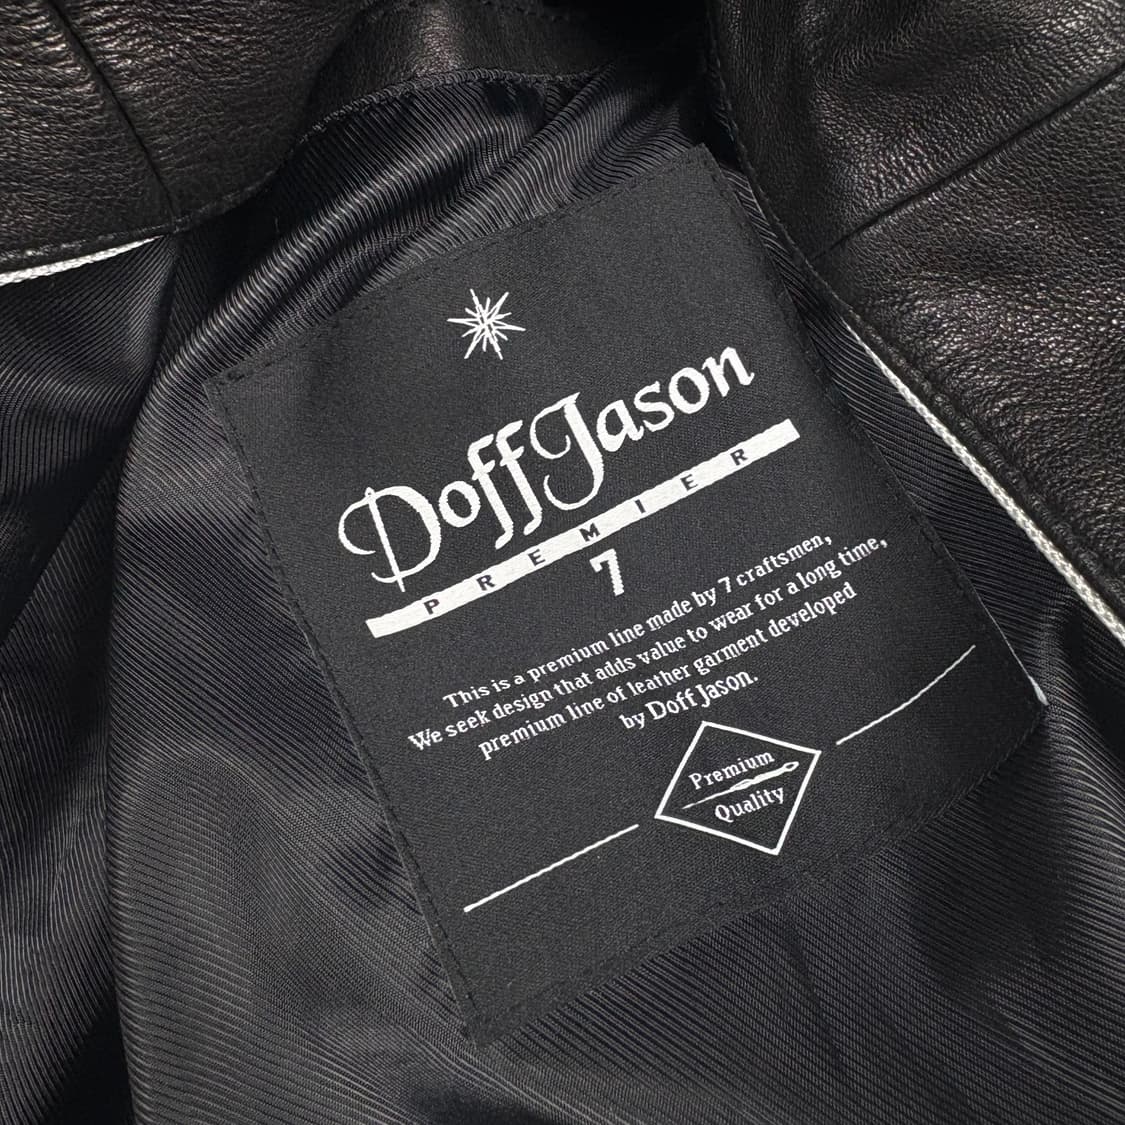 DoffJason
PREMIER
7
This is a premium line made by 7 craftsmen,
We seek design that adds value to wear for a long time,
premium line of leather garment developed
by Doff Jason.
Premium
Quality